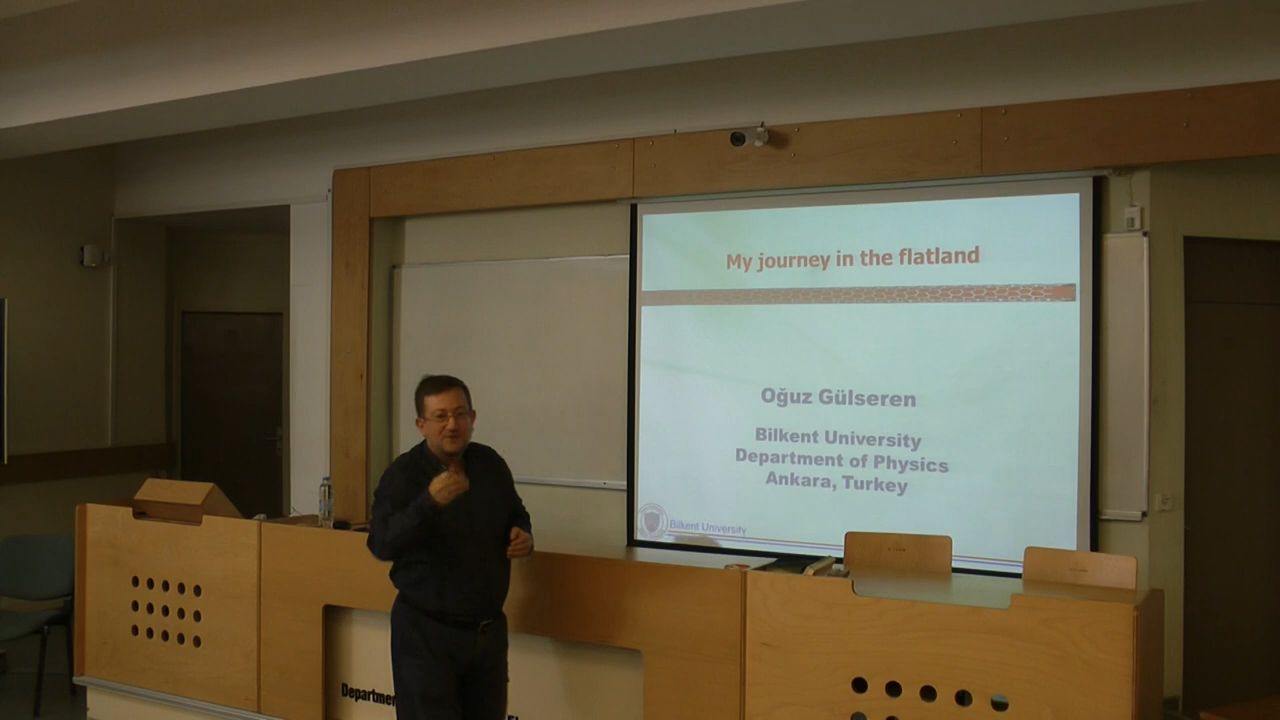 My journey in the flatland
Oğuz Gülseren
Bilkent University
Department of Physics
Ankara, Turkey
Bilkent University